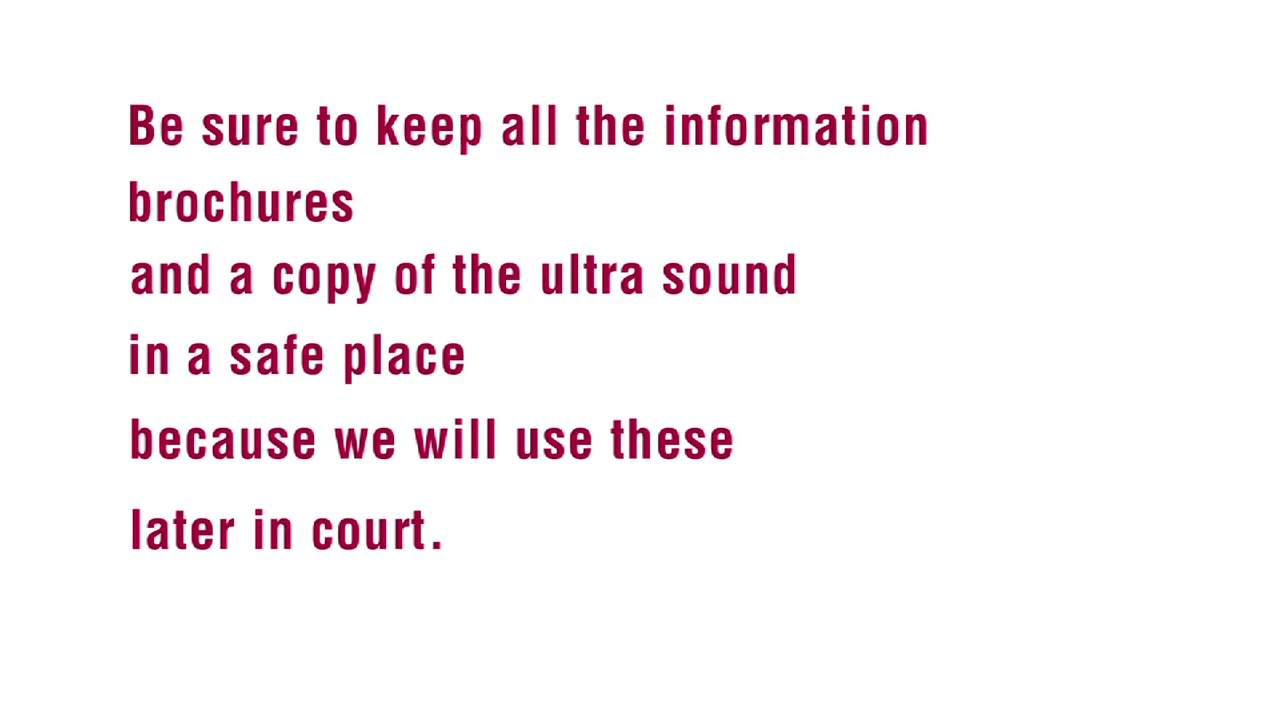 Be sure to keep all the information
brochures
and a copy of the ultra sound
in a safe place
because we will use these
later in court.